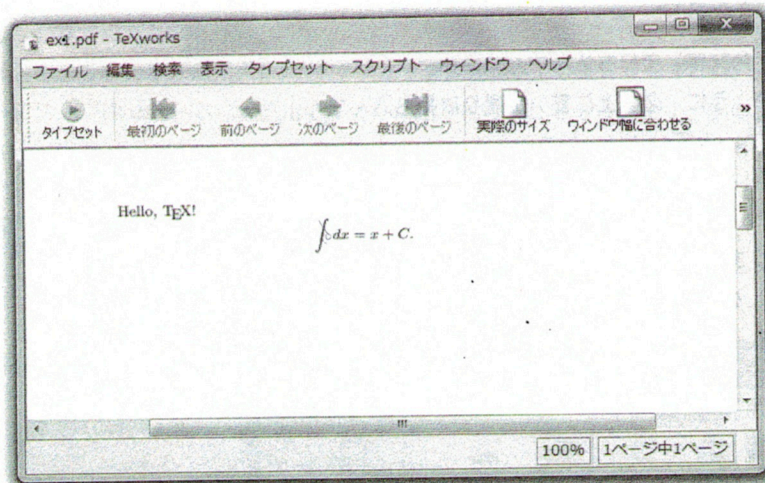 ex1.pdf - TeXworks
ファイル 編集 検索 表示 タイプセット スクリプト ウィンドウ ヘルプ
タイプセット 最初のページ 前のページ 次のページ 最後のページ 実際のサイズ ウィンドウ幅に合わせる »
Hello, TEX!
∫dx = x + C.
100% 1ページ中1ページ